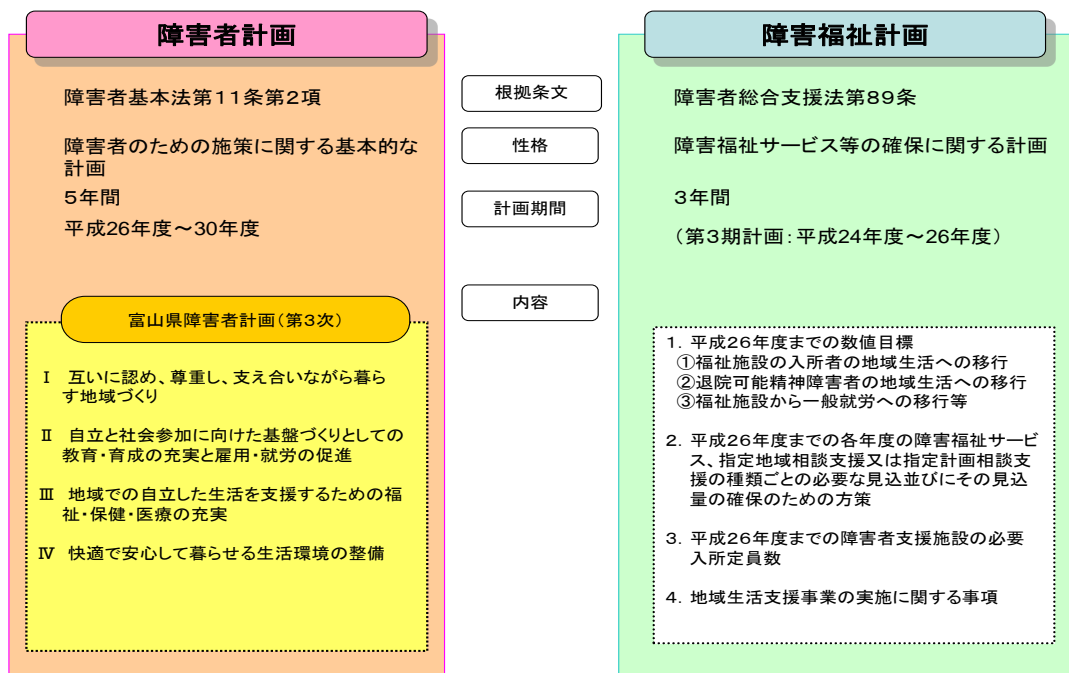 障害者計画
障害者基本法第11条第2項
障害者のための施策に関する基本的な
計画
5年間
平成26年度～30年度
富山県障害者計画(第3次)
Ⅰ 互いに認め、尊重し、支え合いながら暮ら
す地域づくり
Ⅱ 自立と社会参加に向けた基盤づくりとしての
教育・育成の充実と雇用・就労の促進
Ⅲ 地域での自立した生活を支援するための福
祉・保健・医療の充実
Ⅳ 快適で安心して暮らせる生活環境の整備
根拠条文
性格
計画期間
内容
障害福祉計画
障害者総合支援法第89条
障害福祉サービス等の確保に関する計画
3年間
(第3期計画:平成24年度～26年度)
1. 平成26年度までの数値目標
①福祉施設の入所者の地域生活への移行
②退院可能精神障害者の地域生活への移行
③福祉施設から一般就労への移行等
2. 平成26年度までの各年度の障害福祉サービ
ス、指定地域相談支援又は指定計画相談支
援の種類ごとの必要な見込並びにその見込
量の確保のための方策
3. 平成26年度までの障害者支援施設の必要
入所定員数
4. 地域生活支援事業の実施に関する事項